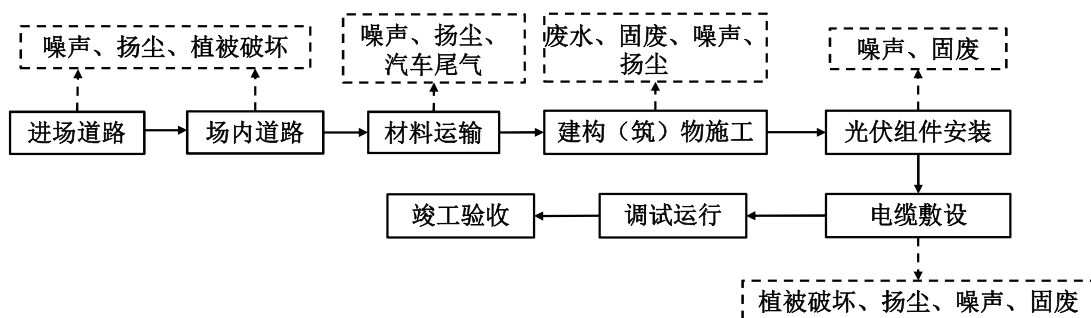 噪声、扬尘、植被破坏
噪声、扬尘、
汽车尾气
废水、固废、噪声、
扬尘
噪声、固废
进场道路
场内道路
材料运输
建构（筑）物施工
光伏组件安装
竣工验收
调试运行
电缆敷设
植被破坏、扬尘、噪声、固废